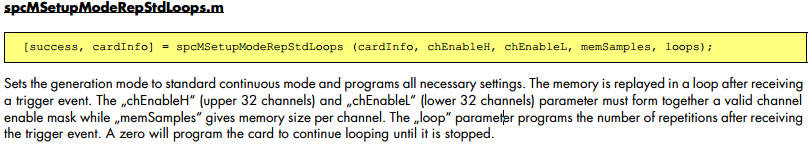 spcMSetupModeRepStdLoops.m
[success, cardInfo] = spcMSetupModeRepStdLoops (cardInfo, chEnableH, chEnableL, memSamples, loops);
Sets the generation mode to standard continuous mode and programs all necessary settings. The memory is replayed in a loop after receiving
a trigger event. The „chEnableH“ (upper 32 channels) and „chEnableL“ (lower 32 channels) parameter must form together a valid channel
enable mask while „memSamples“ gives memory size per channel. The „loop“ parameter programs the number of repetitions after receiving
the trigger event. A zero will program the card to continue looping until it is stopped.